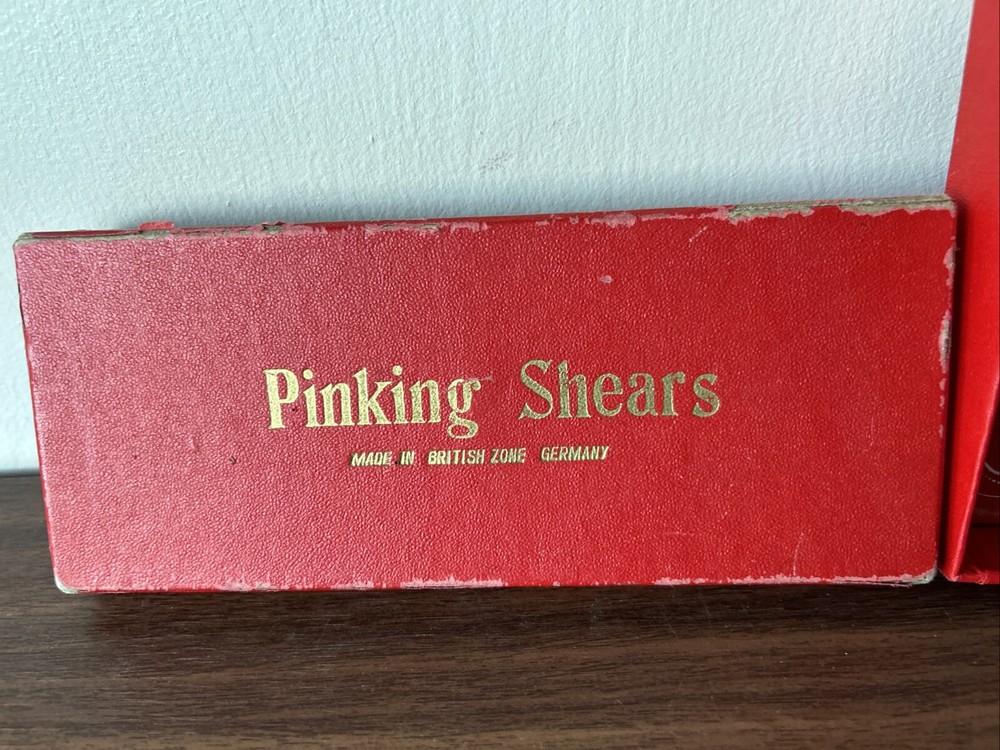 Pinking Shears
MADE IN BRITISH ZONE GERMANY